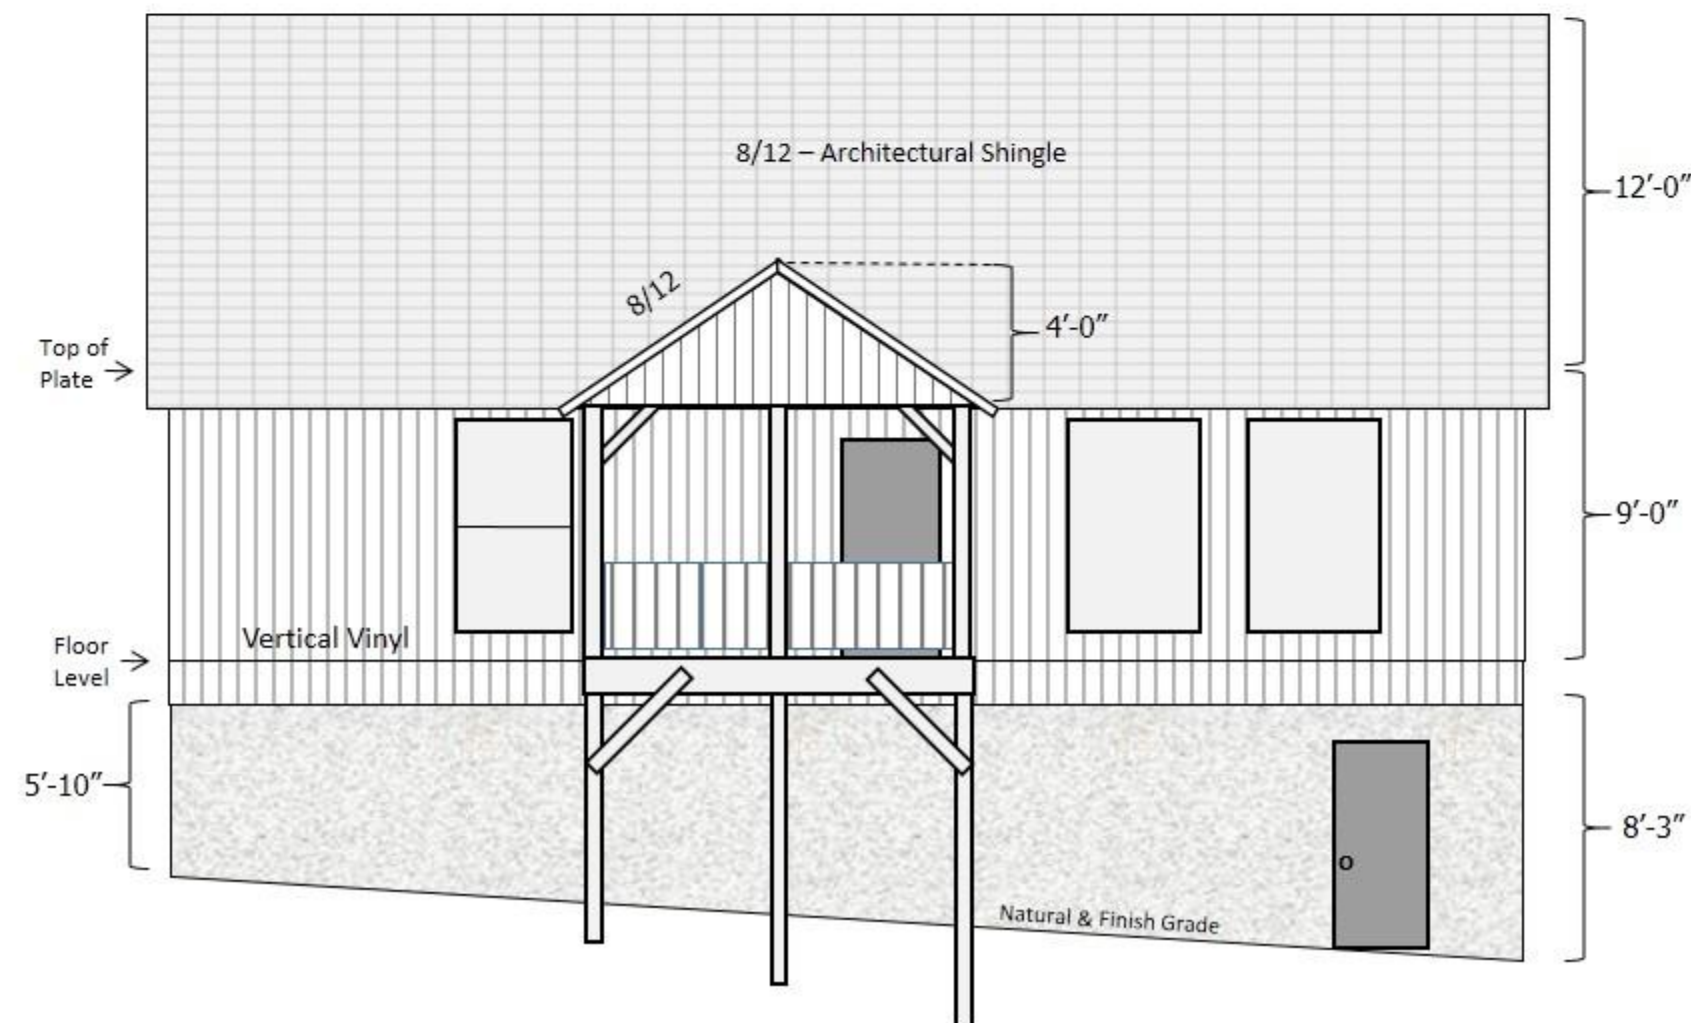 8/12 – Architectural Shingle
12′-0″
8/12
4′-0″
Top of
Plate
9′-0″
Vertical Vinyl
Floor
Level
5′-10″
8′-3″
Natural & Finish Grade